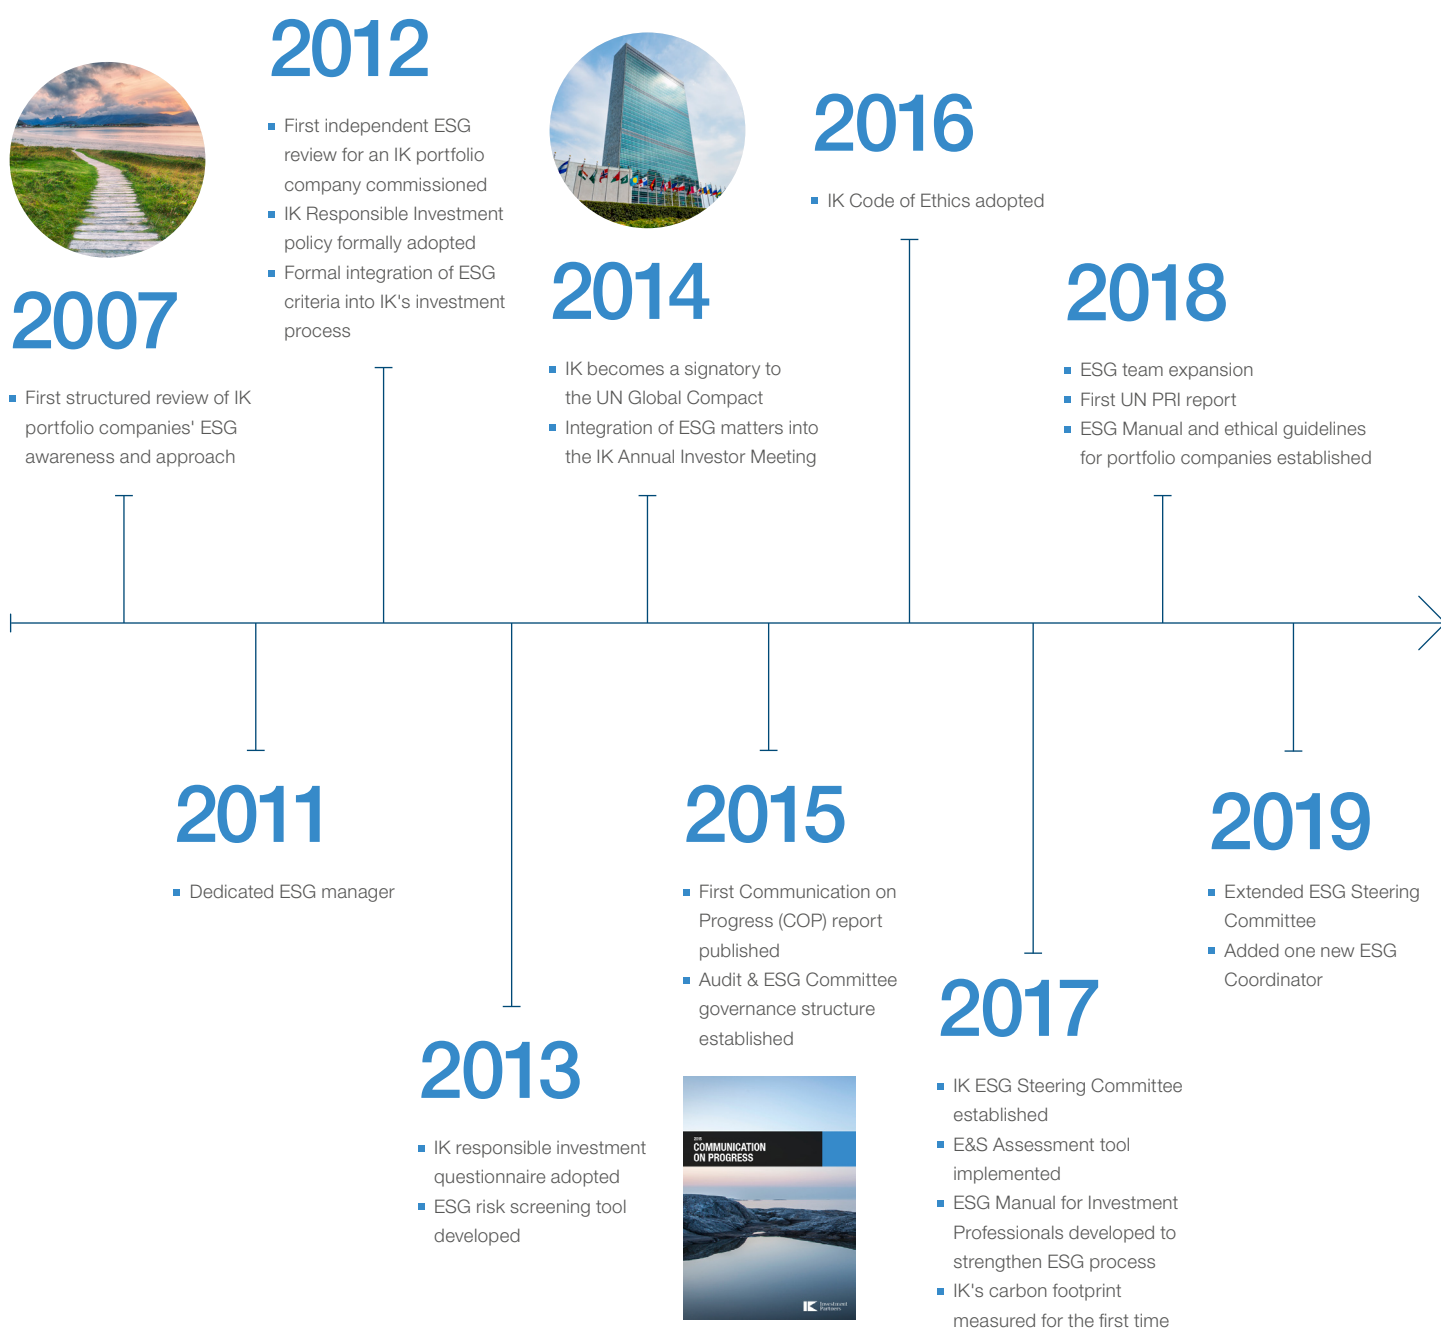 2007
First structured review of IK
portfolio companies' ESG
awareness and approach
2011
Dedicated ESG manager
2012
First independent ESG
review for an IK portfolio
company commissioned
IK Responsible Investment
policy formally adopted
Formal integration of ESG
criteria into IK's investment
process
2013
IK responsible investment
questionnaire adopted
ESG risk screening tool
developed
2014
IK becomes a signatory to
the UN Global Compact
Integration of ESG matters into
the IK Annual Investor Meeting
2015
First Communication on
Progress (COP) report
published
Audit & ESG Committee
governance structure
established
COMMUNICATION
ON PROGRESS
IK Investment
Partners
2016
IK Code of Ethics adopted
2017
IK ESG Steering Committee
established
E&S Assessment tool
implemented
ESG Manual for Investment
Professionals developed to
strengthen ESG process
IK's carbon footprint
measured for the first time
2018
ESG team expansion
First UN PRI report
ESG Manual and ethical guidelines
for portfolio companies established
2019
Extended ESG Steering
Committee
Added one new ESG
Coordinator